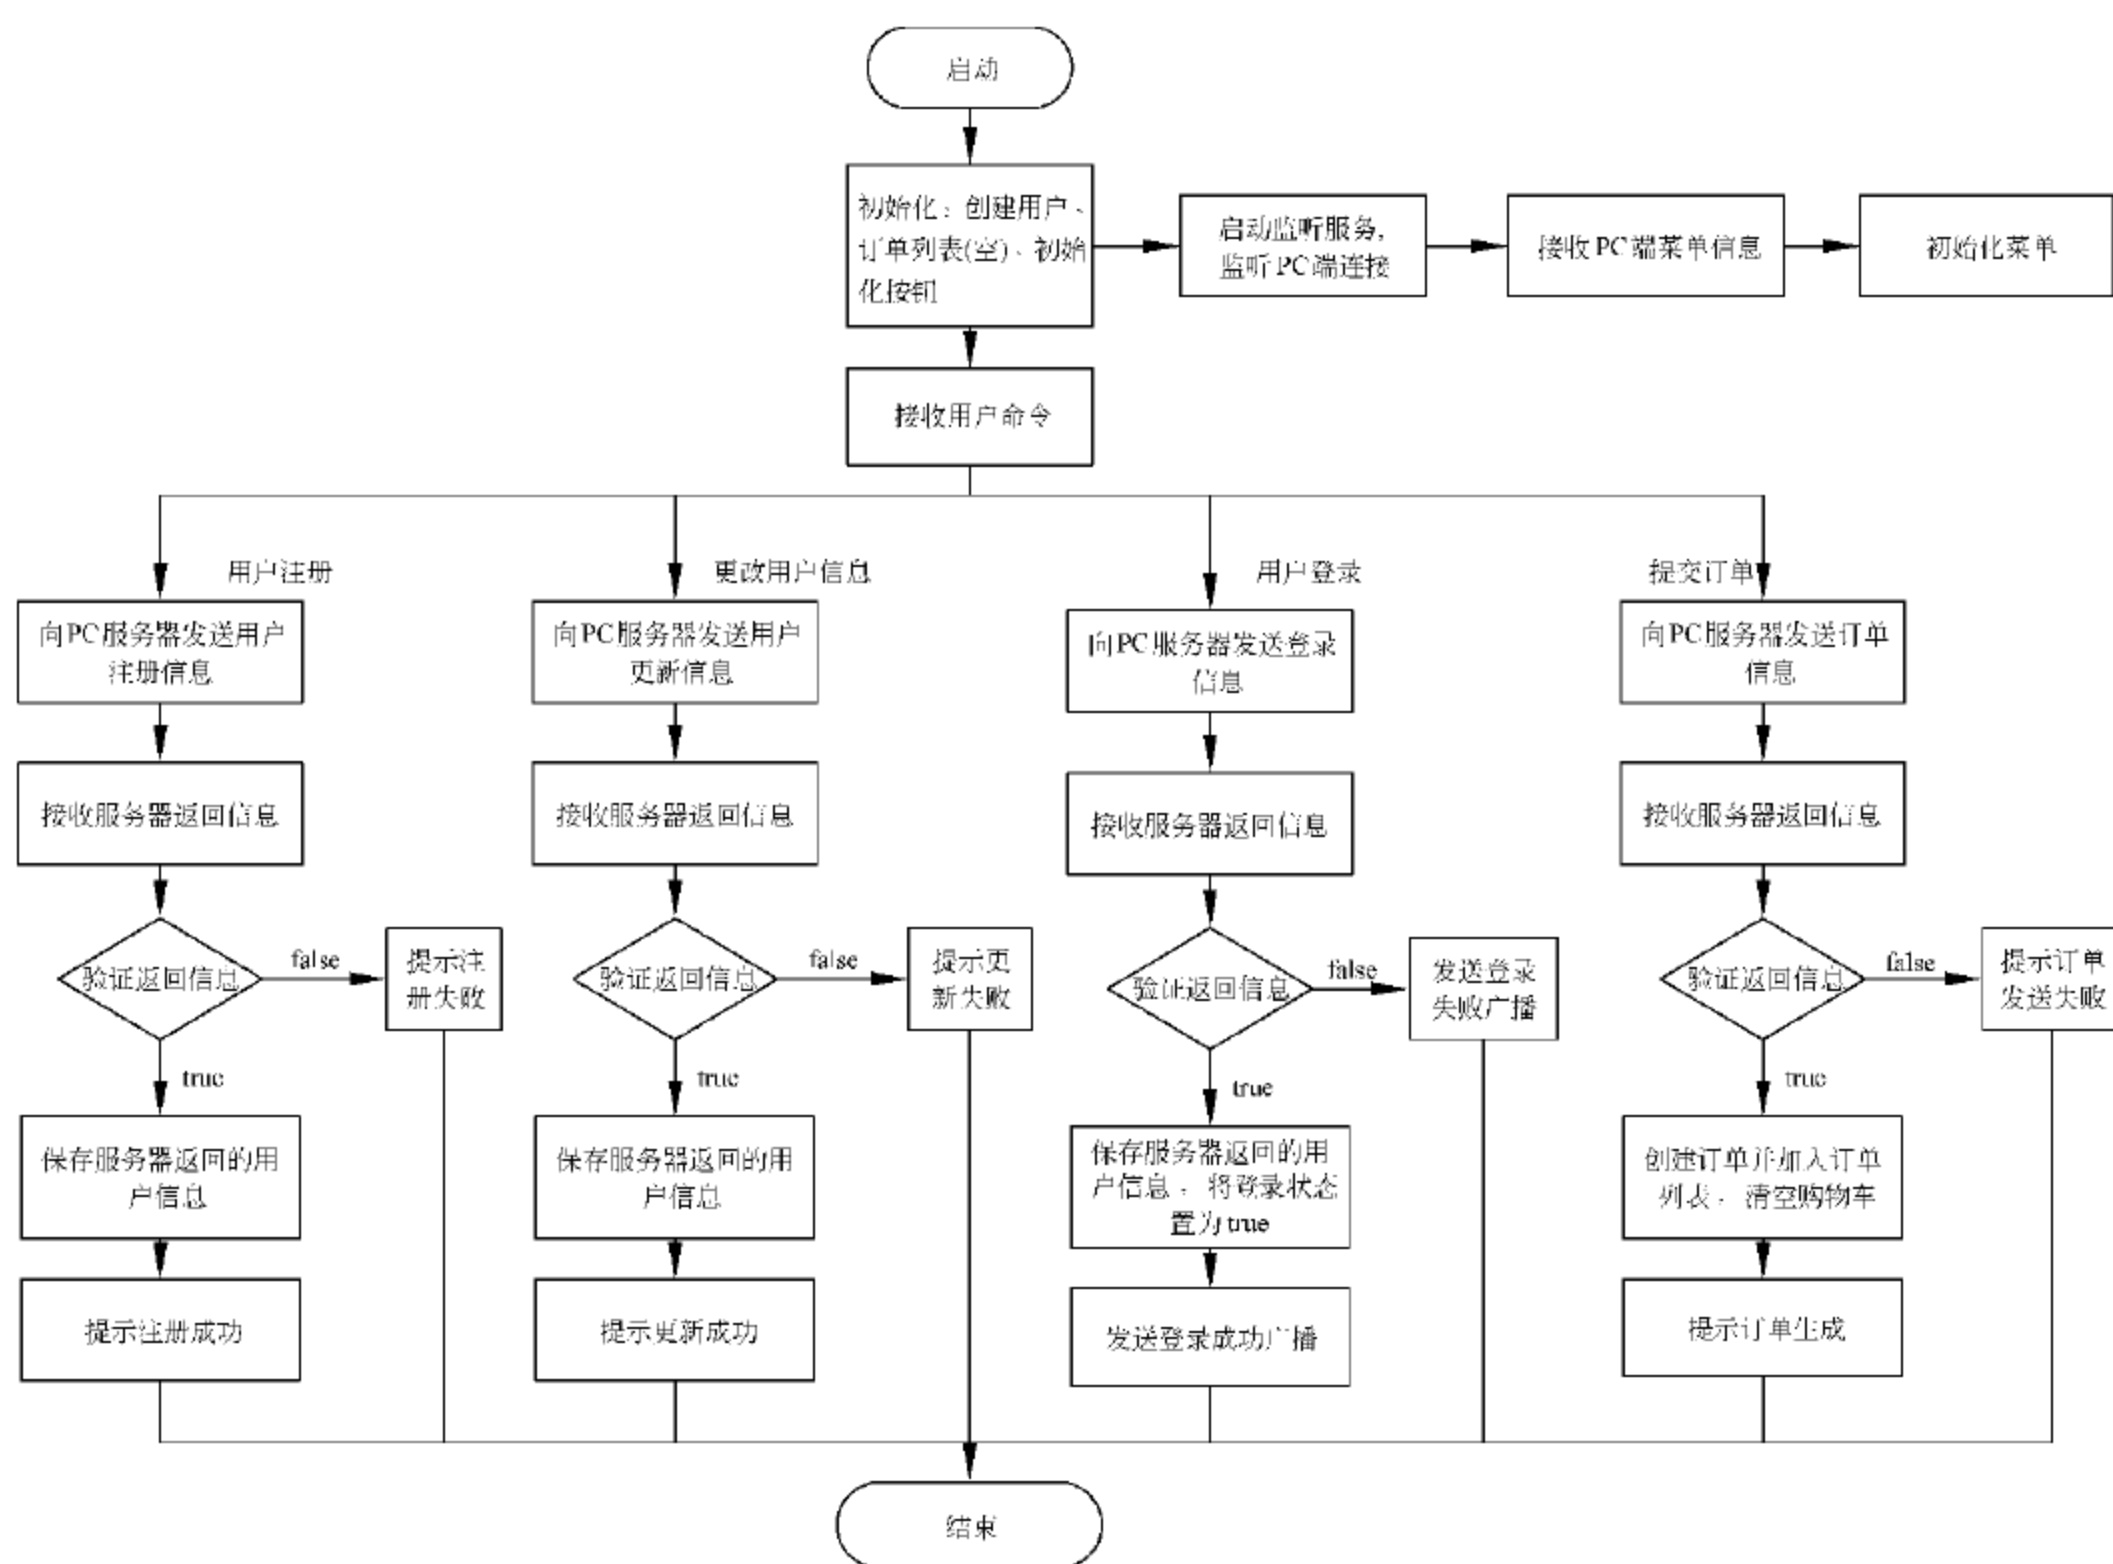 启动
初始化：创建用户、
订单列表(空)、初始
化按钮
启动监听服务,
监听PC端连接
接收PC端菜单信息
初始化菜单
接收用户命令
用户注册
更改用户信息
用户登录
提交订单
向PC服务器发送用户
注册信息
向PC服务器发送用户
更新信息
向PC服务器发送登录
信息
向PC服务器发送订单
信息
接收服务器返回信息
接收服务器返回信息
接收服务器返回信息
接收服务器返回信息
验证返回信息
false
提示注
册失败
验证返回信息
false
提示更
新失败
验证返回信息
false
发送登录
失败广播
验证返回信息
false
提示订单
发送失败
true
true
true
true
保存服务器返回的用
户信息
保存服务器返回的用
户信息
保存服务器返回的用
户信息，将登录状态
置为true
创建订单并加入订单
列表，清空购物车
提示注册成功
提示更新成功
发送登录成功广播
提示订单生成
结束